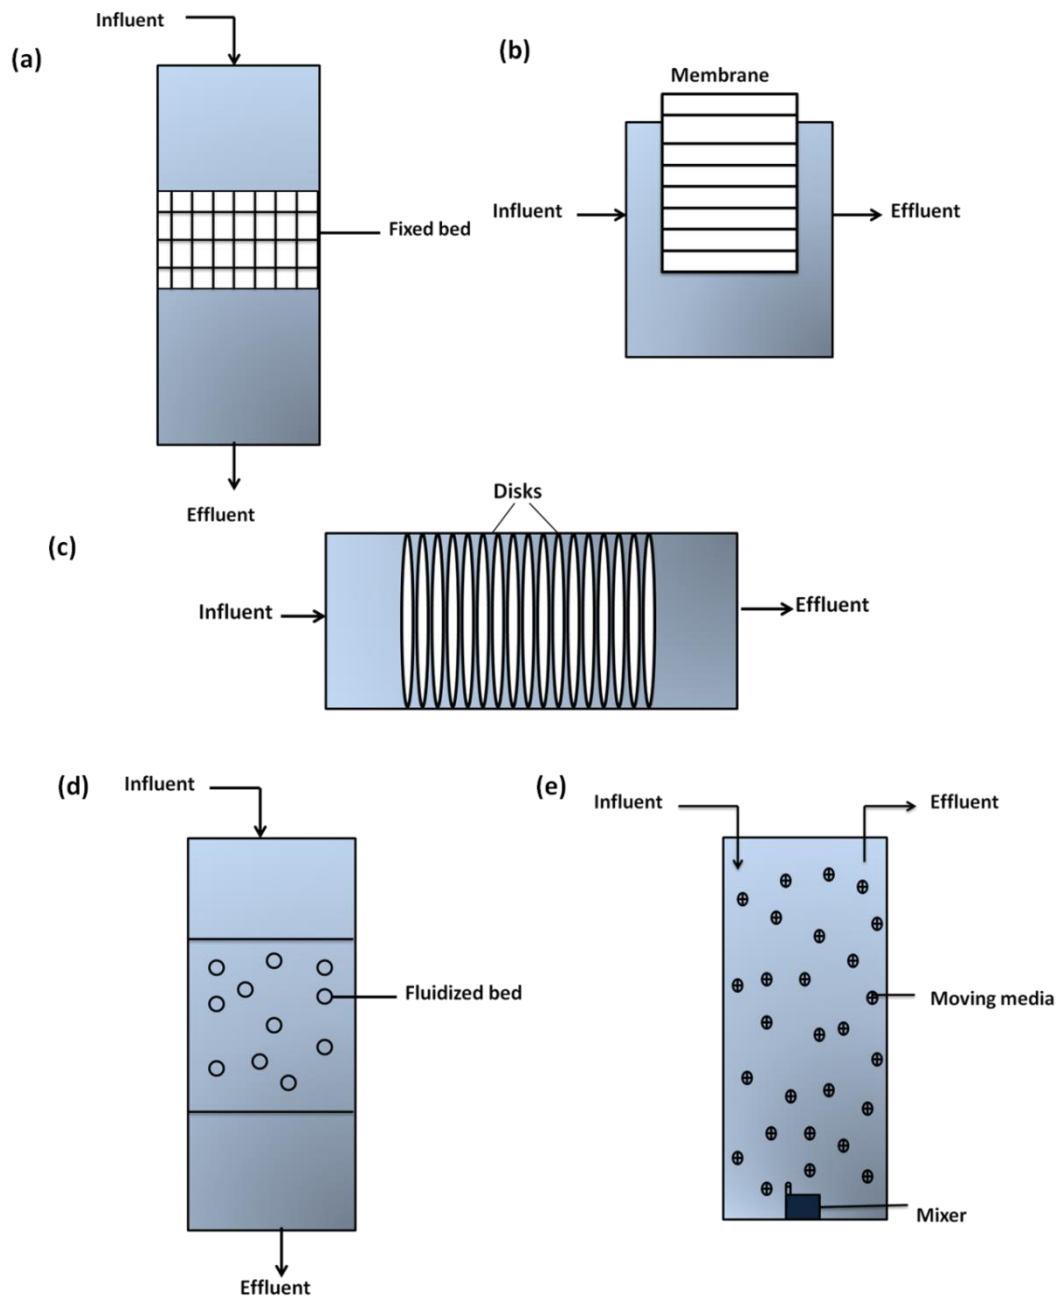 (a)
Influent
Fixed bed
Effluent
(b)
Membrane
Influent
Effluent
(c)
Disks
Influent
Effluent
(d)
Influent
Fluidized bed
Effluent
(e)
Influent
Effluent
Moving media
Mixer